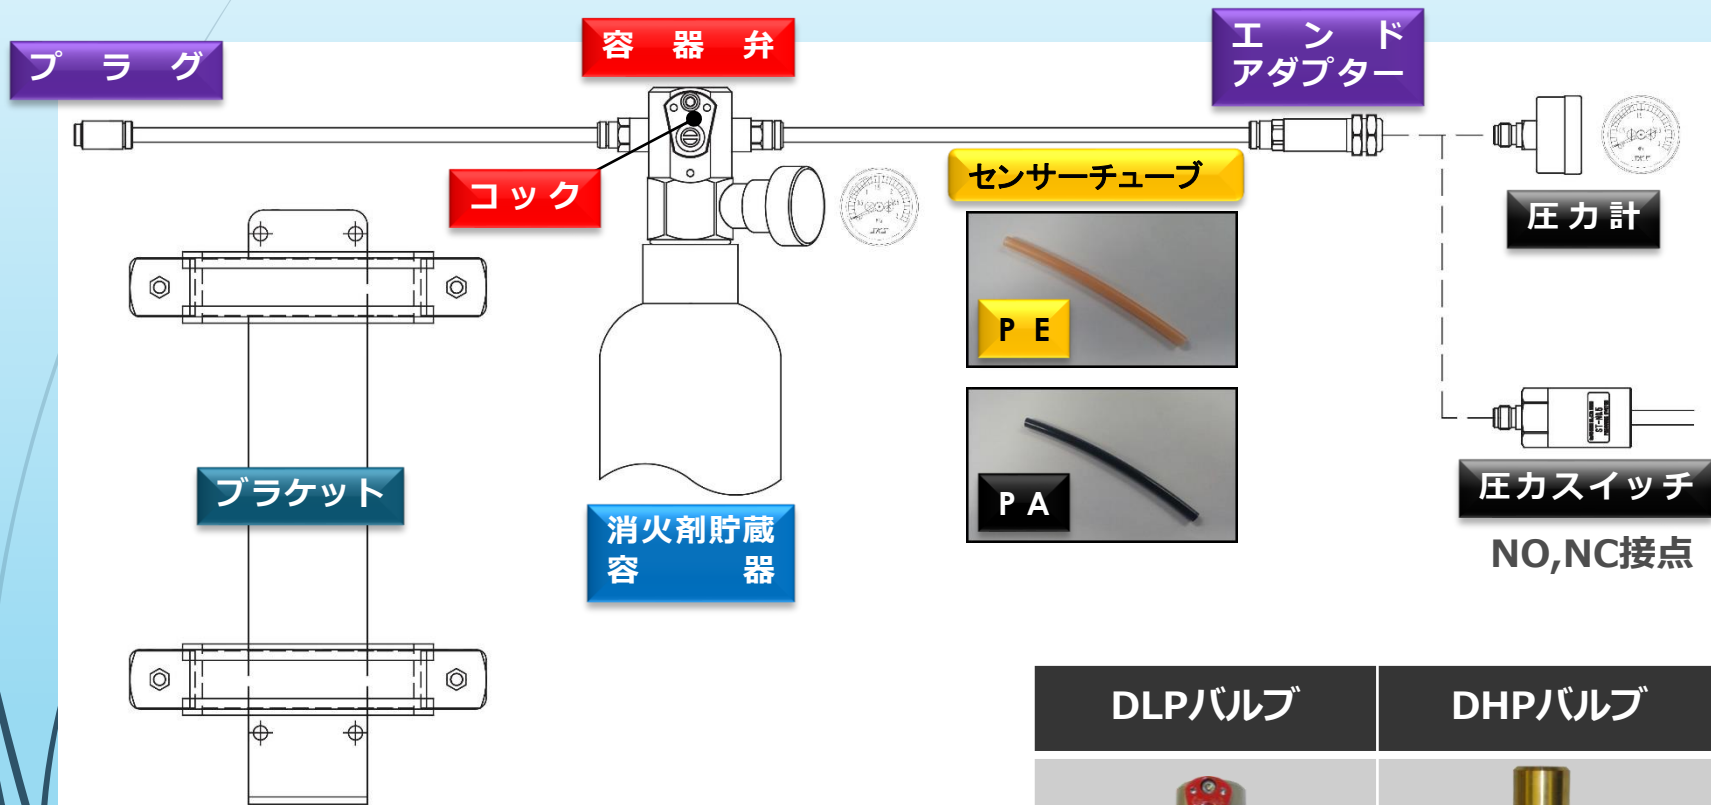 プラグ
容器弁
エンド
アダプター
コック
センサーチューブ
圧力計
PE
PA
ブラケット
消火剤貯蔵
容器
圧力スイッチ
NO,NC接点
DLPバルブ
DHPバルブ